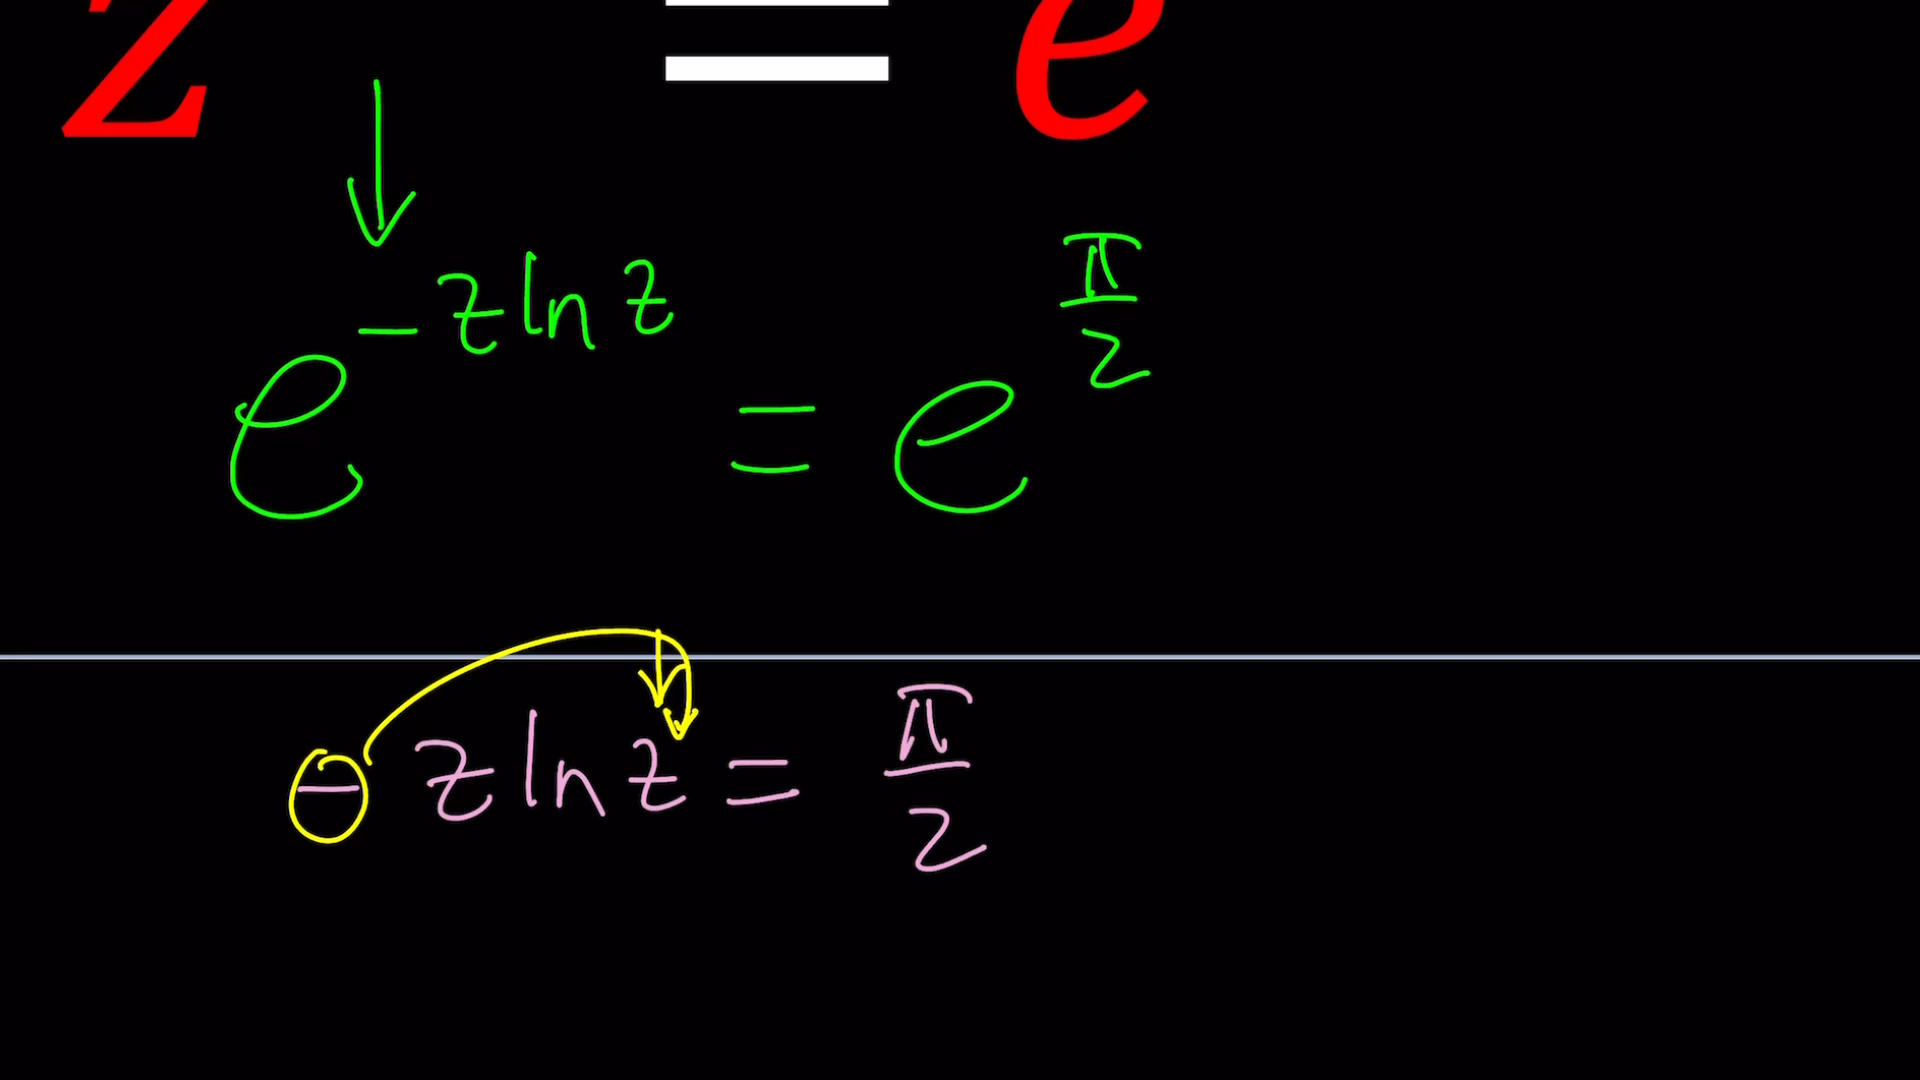 z = e
e^{-z ln z} = e^{π/2}
- z ln z = π/2